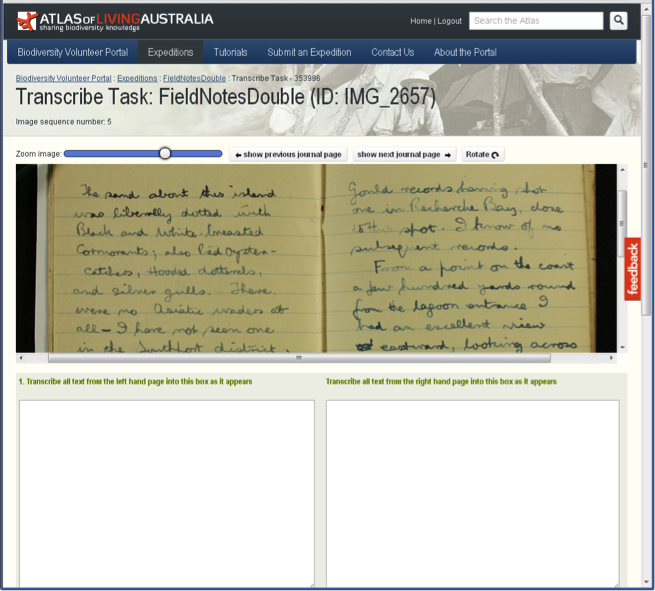 ATLAS OF LIVING AUSTRALIA
sharing biodiversity knowledge
Home | Logout
Search the Atlas
Biodiversity Volunteer Portal
Expeditions
Tutorials
Submit an Expedition
Contact Us
About the Portal
Biodiversity Volunteer Portal : Expeditions : FieldNotesDouble : Transcribe Task - 353996
Transcribe Task: FieldNotesDouble (ID: IMG_2657)
Image sequence number: 5
Zoom image:
show previous journal page
show next journal page
Rotate
The sand about this island
was liberally dotted with
Black and White-breasted
Cormorants; also Pied Oyster-
catchers, Hooded dotterels,
and silver gulls. There
were no Asiatic waders at
all – I have not seen one
in the Southport district.
Gould records having shot
one in Recherche Bay, close
to the spot. I know of no
subsequent records.
From a point on the coast
a few hundred yards round
from the lagoon entrance I
had an excellent view
eastward, looking across
feedback
1. Transcribe all text from the left hand page into this box as it appears
Transcribe all text from the right hand page into this box as it appears